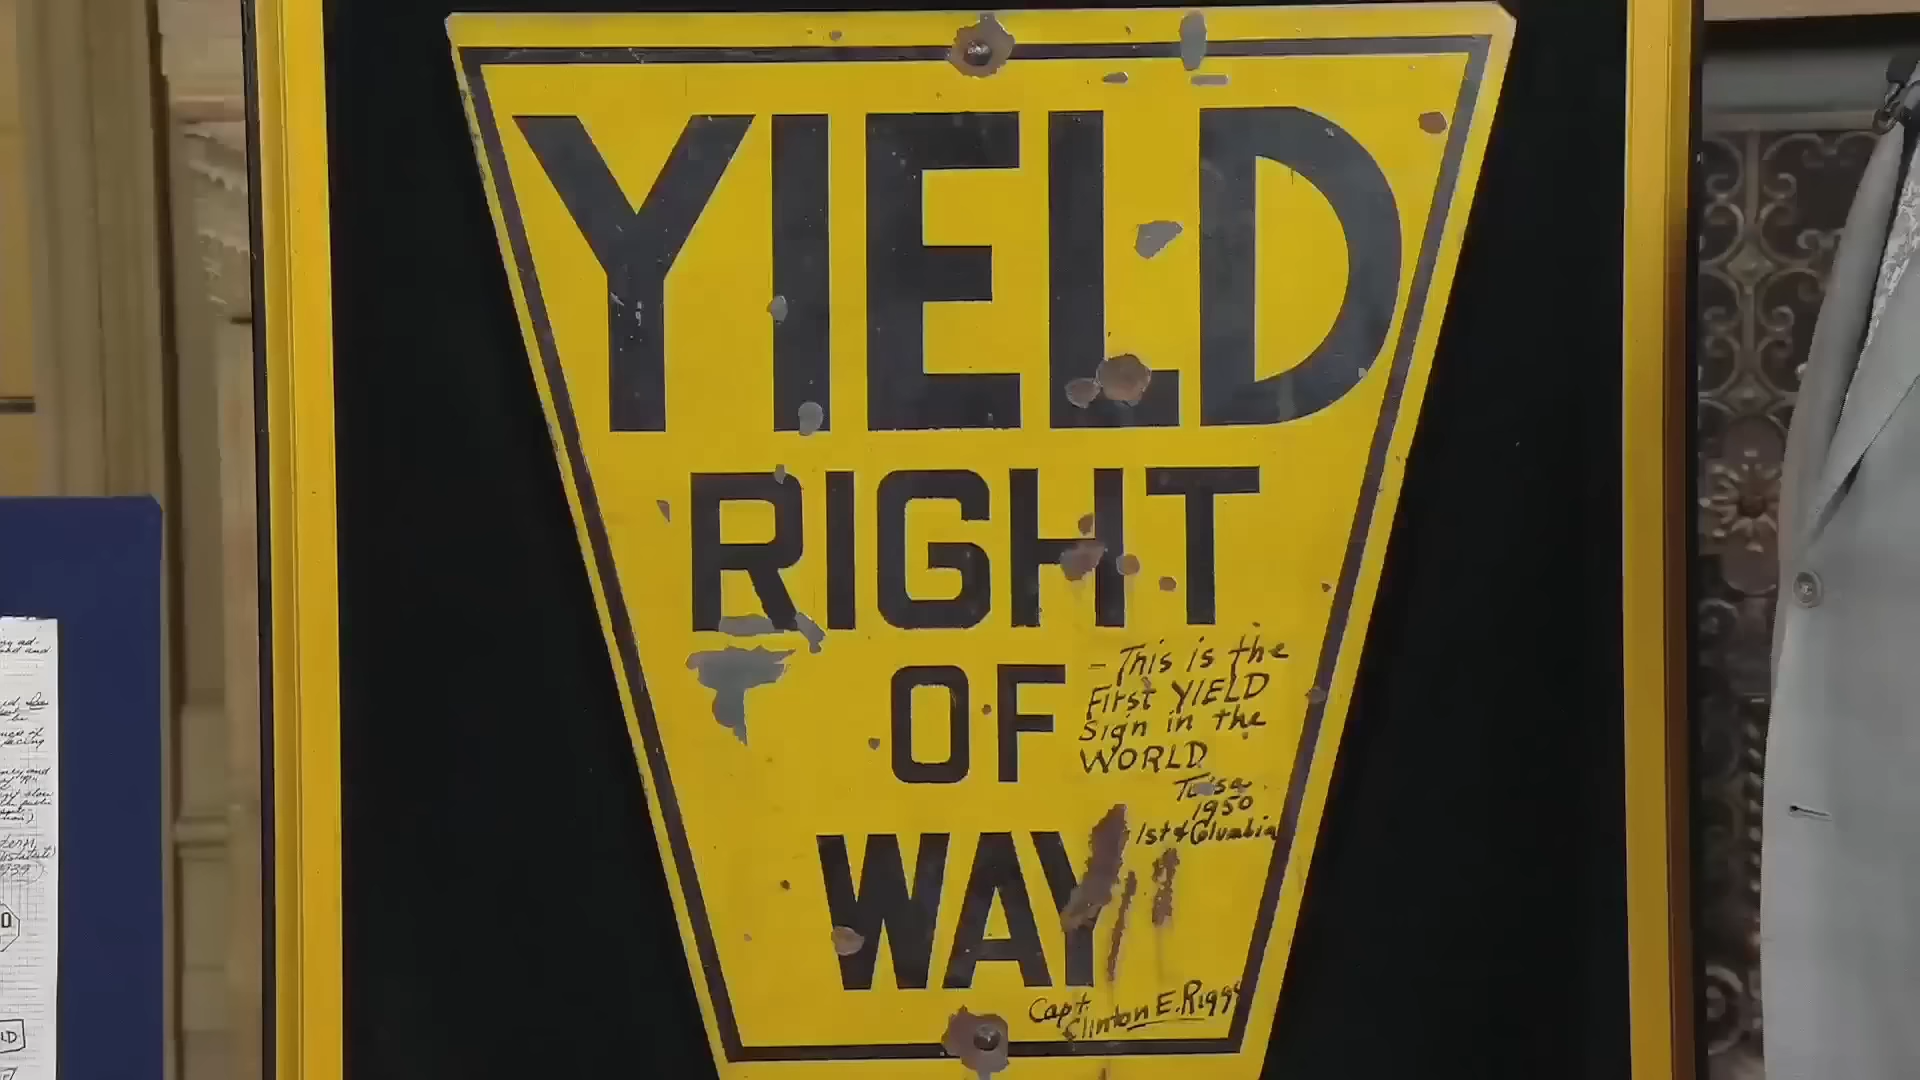 YIELD
RIGHT
OF
WAY
- This is the
First YIELD
Sign in the
WORLD
Tulsa
1950
1st & Columbia
Capt.
Clinton E. Riggs